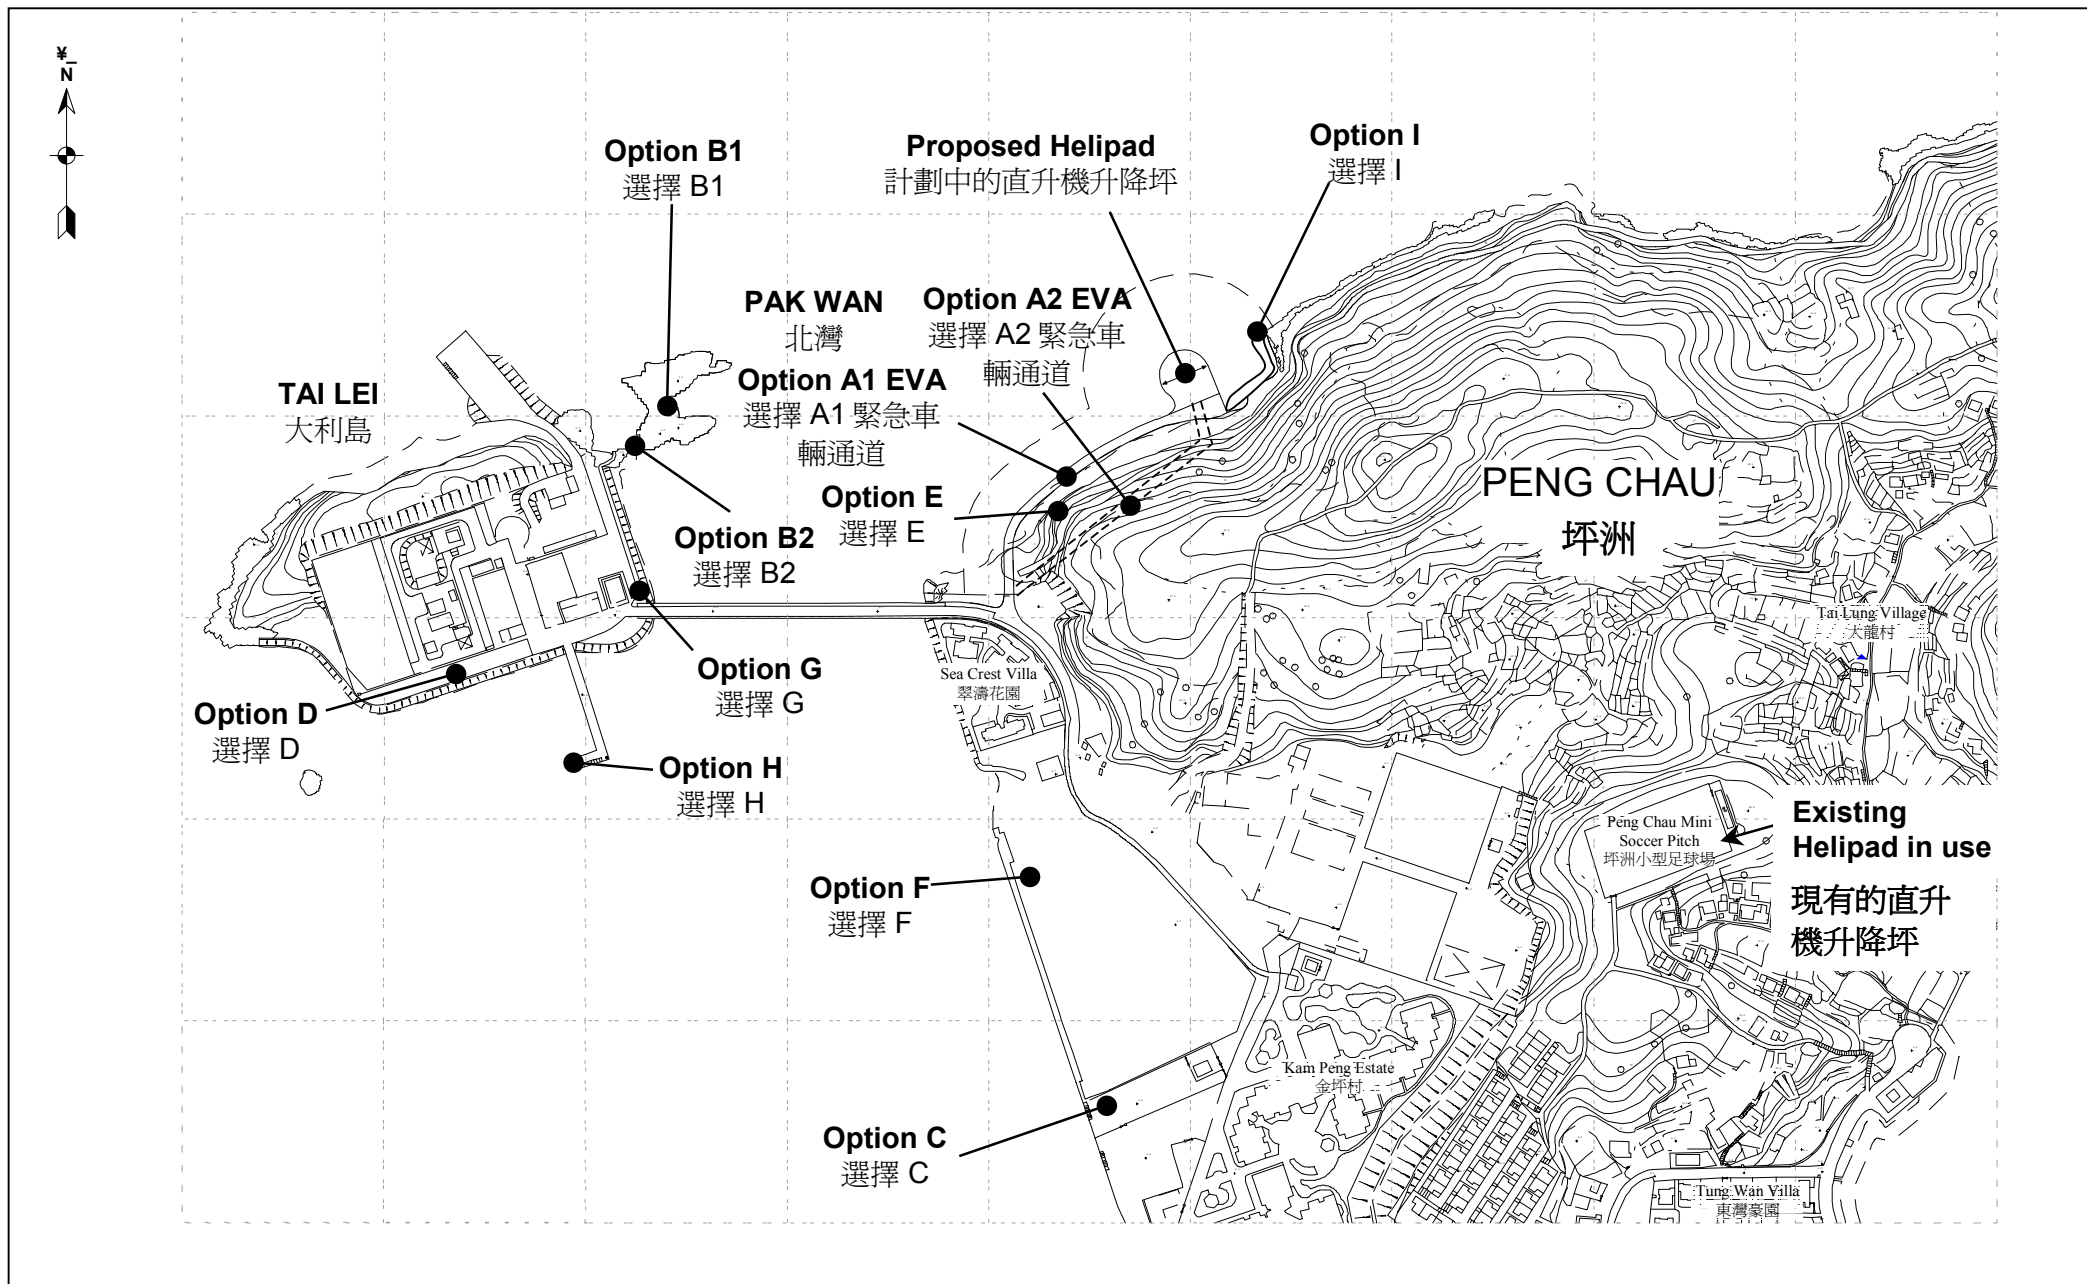 ¥_
N
Option B1
選擇 B1
Proposed Helipad
計劃中的直升機升降坪
Option I
選擇 I
PAK WAN
北灣
Option A2 EVA
選擇 A2 緊急車
輛通道
TAI LEI
大利島
Option A1 EVA
選擇 A1 緊急車
輛通道
Option E
選擇 E
PENG CHAU
坪洲
Option B2
選擇 B2
Tai Lung Village
大龍村
Option G
選擇 G
Sea Crest Villa
翠濤花園
Option D
選擇 D
Option H
選擇 H
Peng Chau Mini
Soccer Pitch
坪洲小型足球場
Existing
Helipad in use
現有的直升
機升降坪
Option F
選擇 F
Kam Peng Estate
金坪村
Option C
選擇 C
Tung Wan Villa
東灣豪園